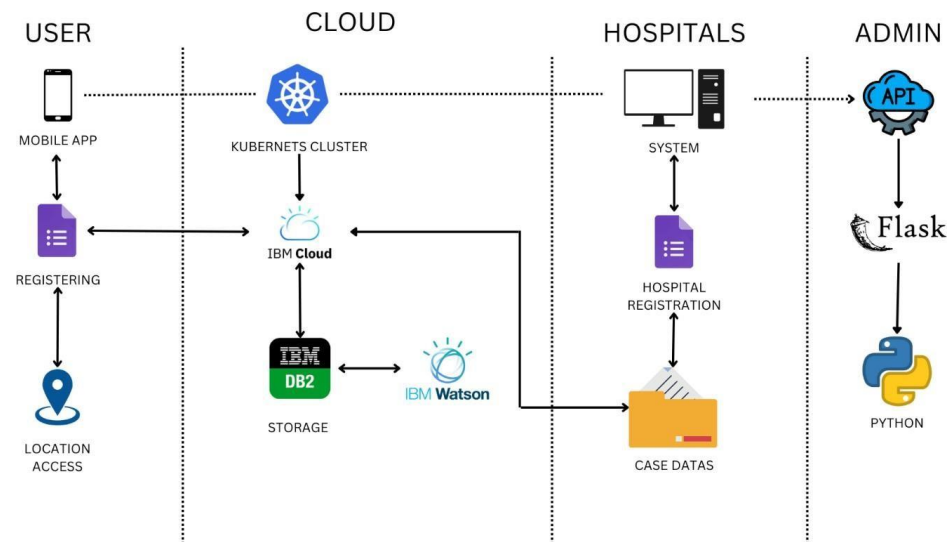 USER
CLOUD
HOSPITALS
ADMIN
MOBILE APP
KUBERNETS CLUSTER
SYSTEM
API
REGISTERING
IBM Cloud
HOSPITAL
REGISTRATION
Flask
IBM
DB2
STORAGE
IBM Watson
LOCATION
ACCESS
CASE DATAS
PYTHON